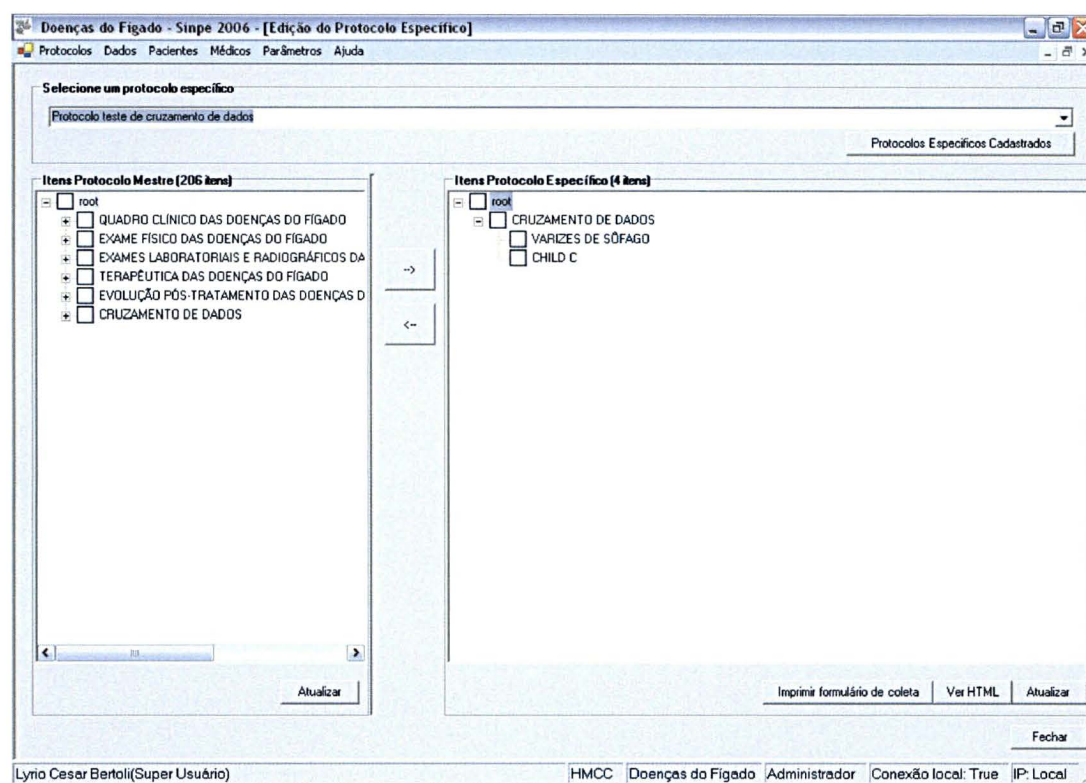 Doenças do Fígado - Sinpe 2006 - [Edição do Protocolo Específico]
Protocolos Dados Pacientes Médicos Parâmetros Ajuda
Selecione um protocolo específico
Protocolo teste de cruzamento de dados
Protocolos Específicos Cadastrados
Itens Protocolo Mestre (206 itens)
root
QUADRO CLÍNICO DAS DOENÇAS DO FÍGADO
EXAME FÍSICO DAS DOENÇAS DO FÍGADO
EXAMES LABORATORIAIS E RADIOGRÁFICOS DA
TERAPÊUTICA DAS DOENÇAS DO FÍGADO
EVOLUÇÃO PÓS-TRATAMENTO DAS DOENÇAS D
CRUZAMENTO DE DADOS
Atualizar
-->
<--
Itens Protocolo Específico (4 itens)
root
CRUZAMENTO DE DADOS
VARIZES DE SÔFAGO
CHILD C
Imprimir formulário de coleta Ver HTML Atualizar
Fechar
Lyrio Cesar Bertoli(Super Usuário) HMCC Doenças do Fígado Administrador Conexão local: True IP: Local